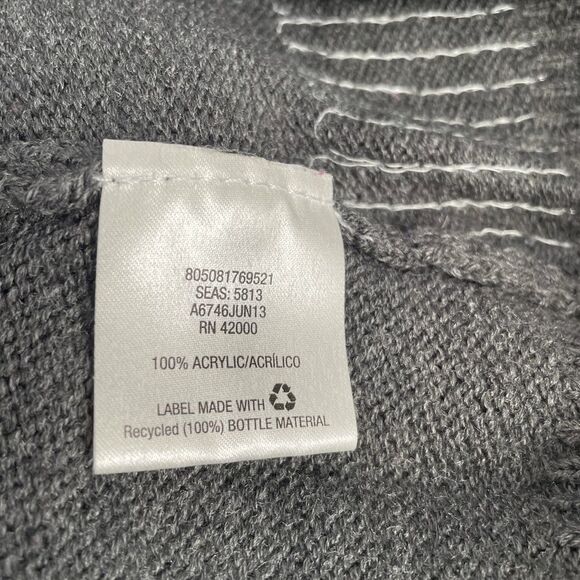 805081769521
SEAS: 5813
A6746JUN13
RN 42000
100% ACRYLIC/ACRÍLICO
LABEL MADE WITH
Recycled (100%) BOTTLE MATERIAL